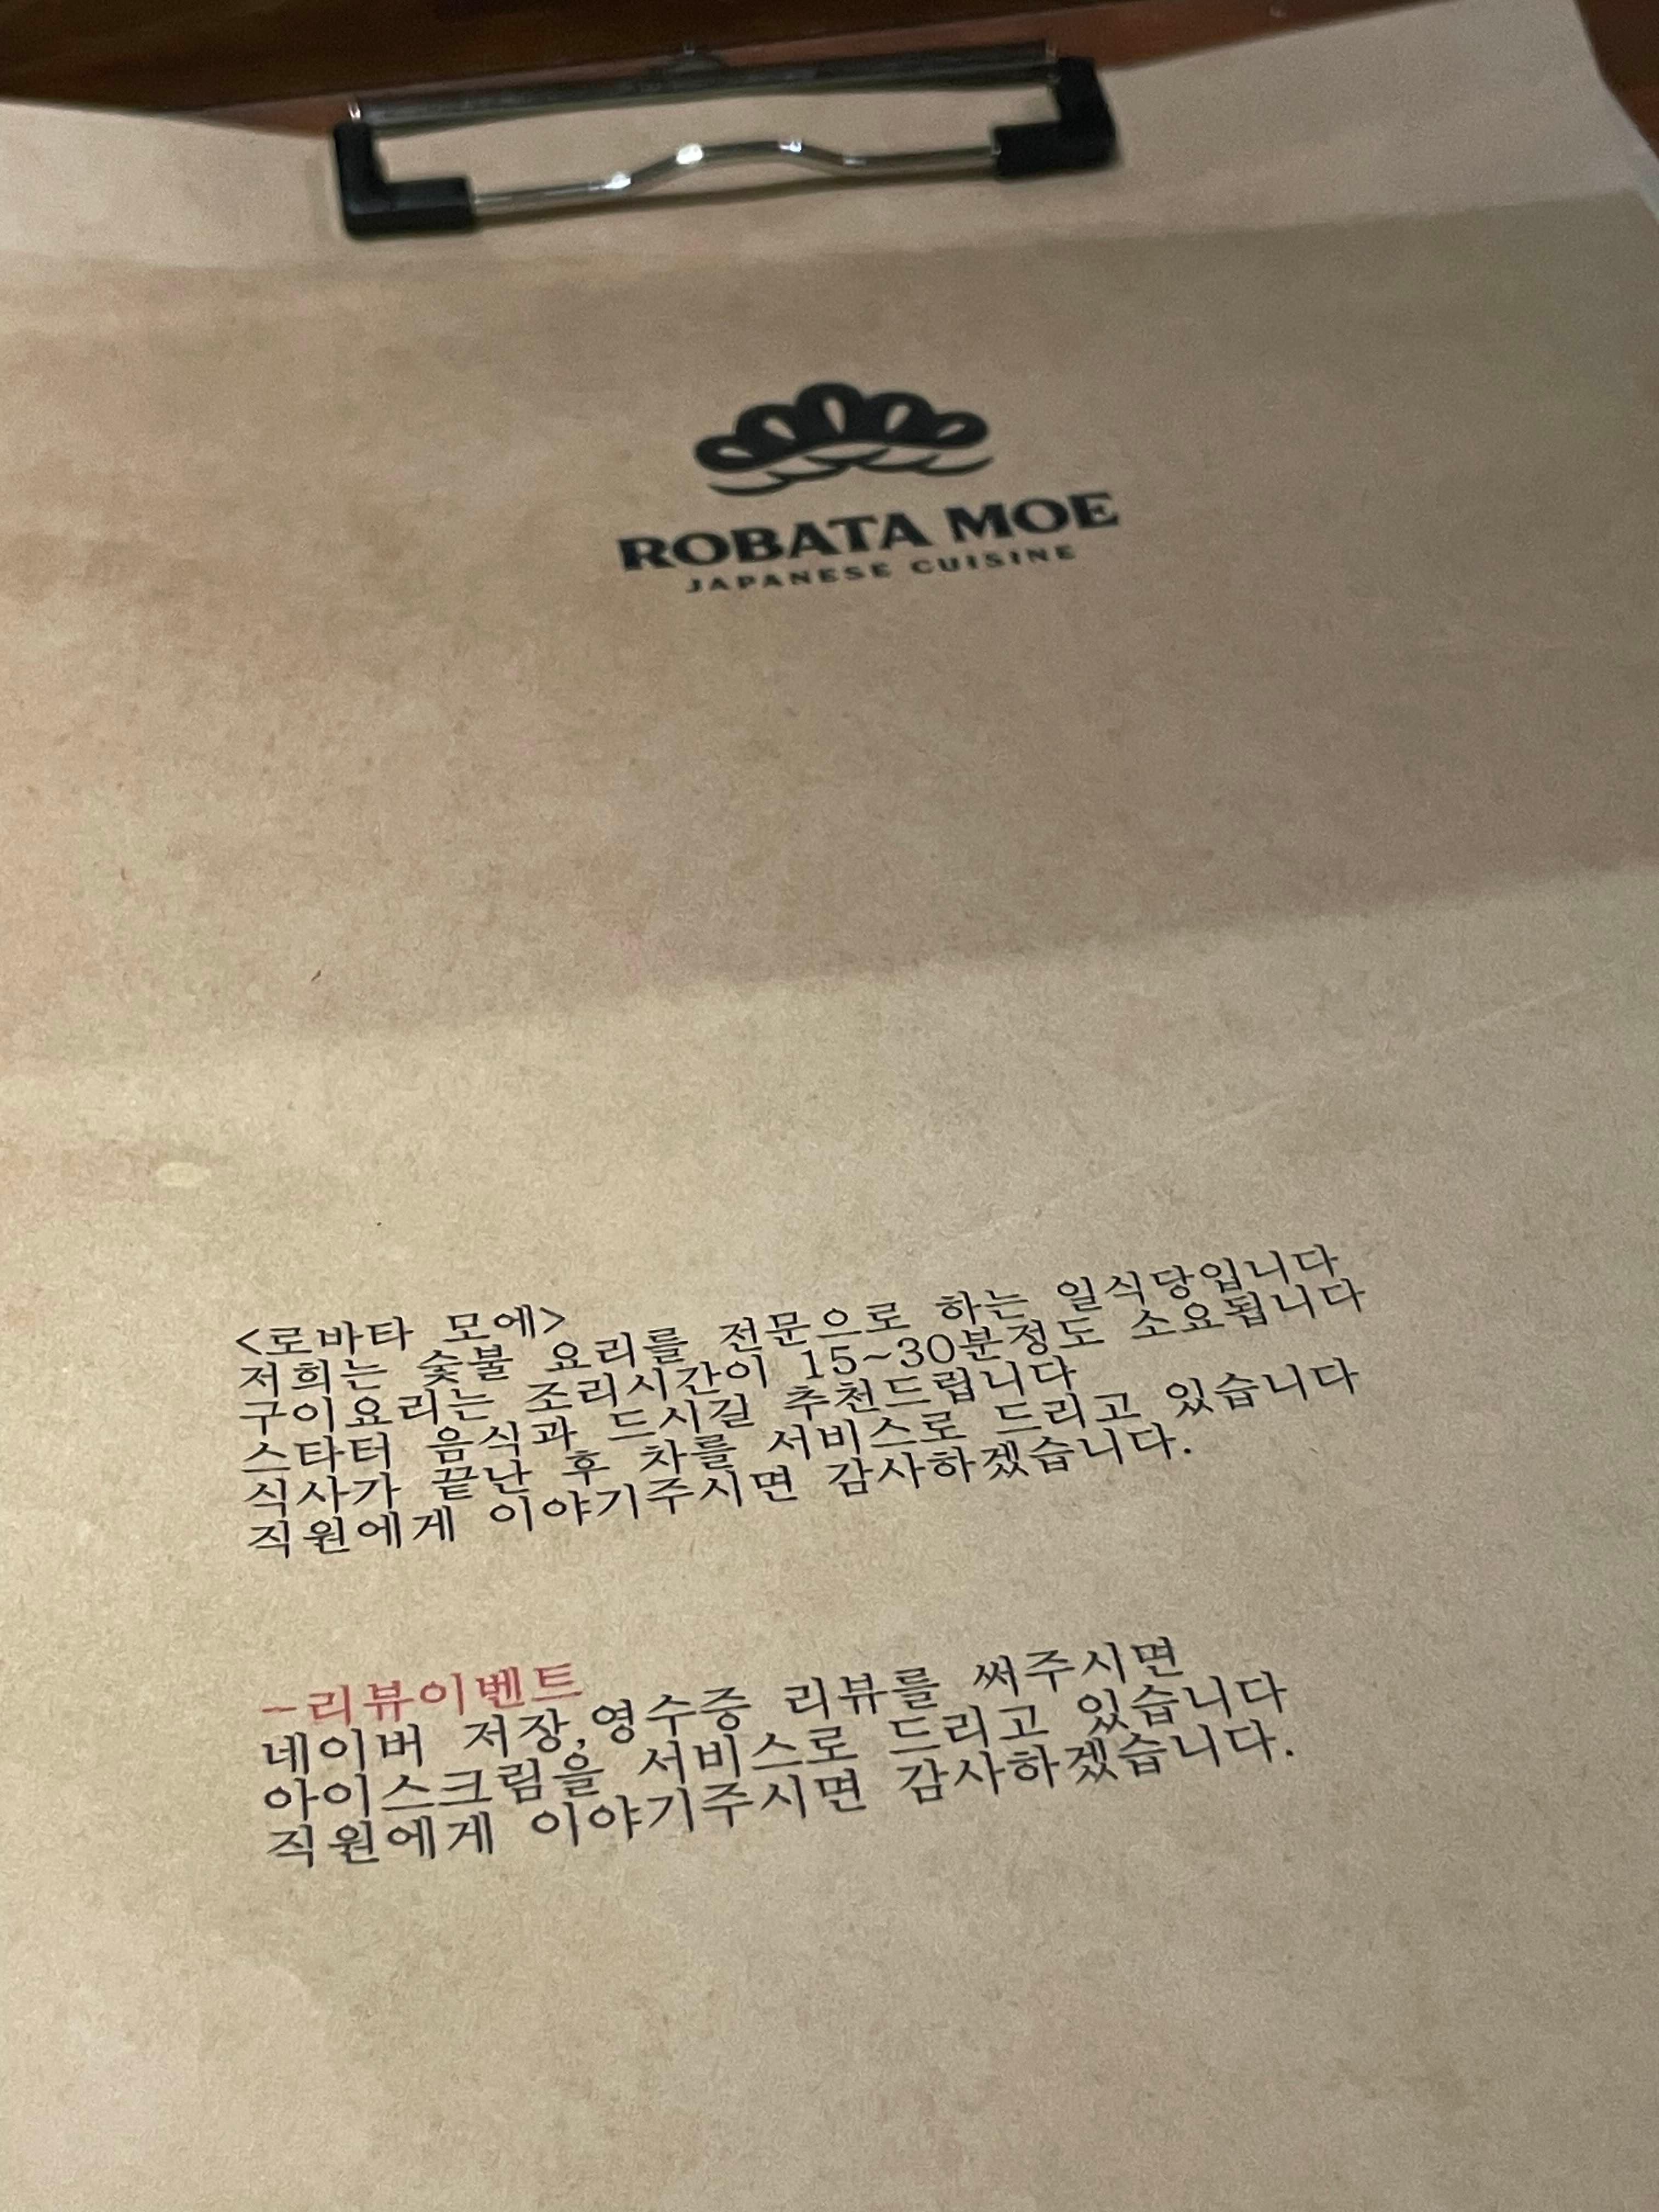 ROBATA MOE
JAPANESE CUISINE
<로바타 모에>
저희는 숯불 요리를 전문으로 하는 일식당입니다
구이요리는 조리시간이 15~30분정도 소요됩니다
스타터 음식과 드시길 추천드립니다
식사가 끝난 후 차를 서비스로 드리고 있습니다
직원에게 이야기주시면 감사하겠습니다.
-리뷰이벤트
네이버 저장,영수증 리뷰를 써주시면
아이스크림을 서비스로 드리고 있습니다
직원에게 이야기주시면 감사하겠습니다.